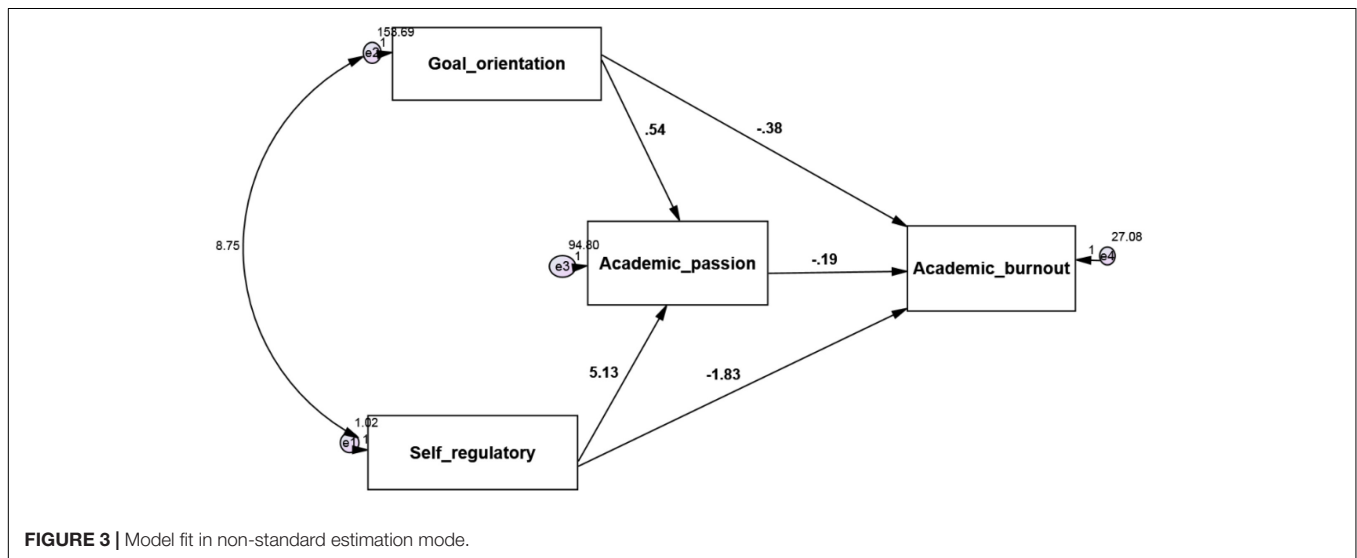 158.69
1
e2
Goal_orientation
.54
-.38
8.75
94.80
1
e3
Academic_passion
-.19
Academic_burnout
27.08
1
e4
5.13
-1.83
1.02
1
e1
Self_regulatory
FIGURE 3 | Model fit in non-standard estimation mode.